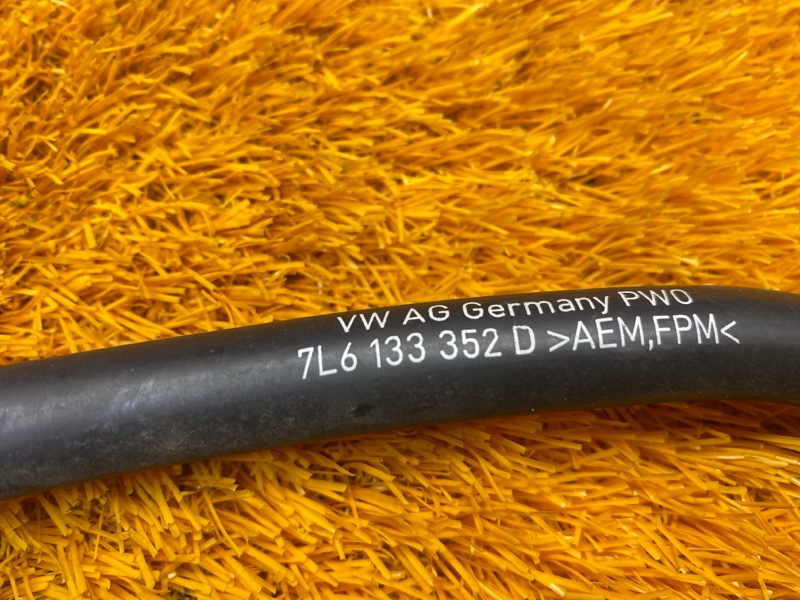 VW AG Germany PWO
7L6 133 352 D >AEM,FPM<